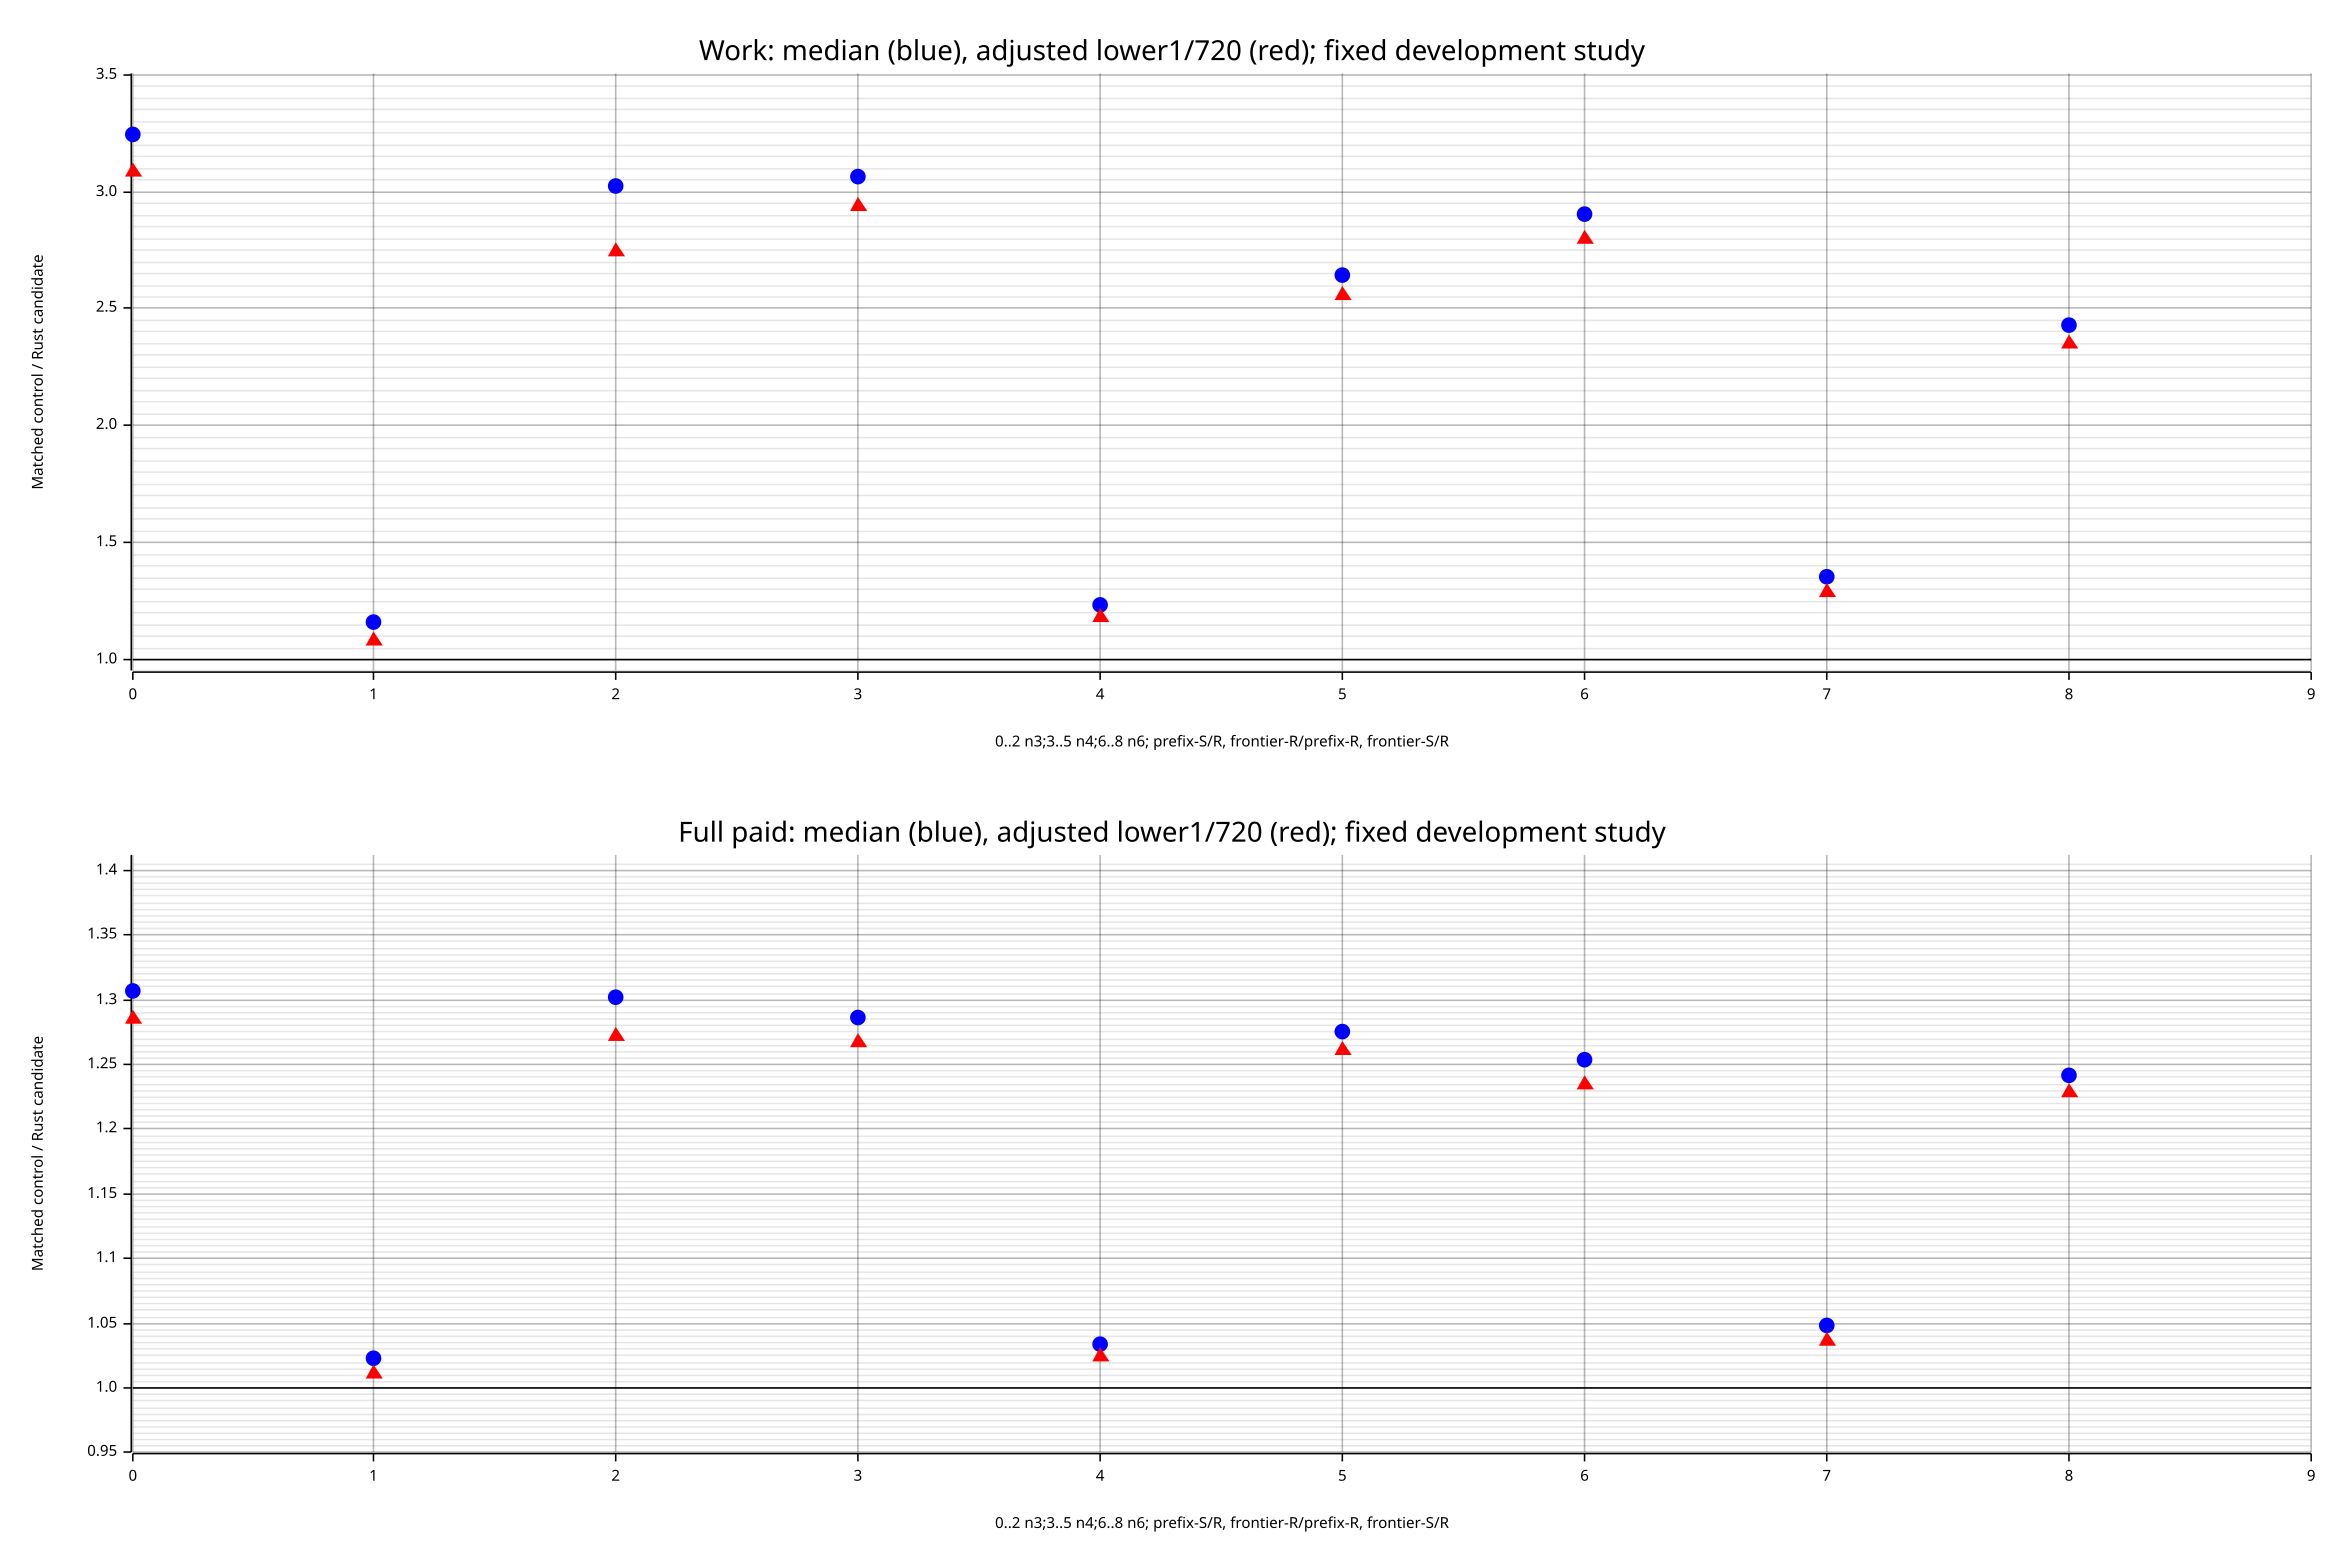 Work: median (blue), adjusted lower1/720 (red); fixed development study
3.5
3.0
2.5
2.0
1.5
1.0
Matched control / Rust candidate
0 1 2 3 4 5 6 7 8 9
0..2 n3;3..5 n4;6..8 n6; prefix-S/R, frontier-R/prefix-R, frontier-S/R
Full paid: median (blue), adjusted lower1/720 (red); fixed development study
1.4
1.35
1.3
1.25
1.2
1.15
1.1
1.05
1.0
0.95
Matched control / Rust candidate
0 1 2 3 4 5 6 7 8 9
0..2 n3;3..5 n4;6..8 n6; prefix-S/R, frontier-R/prefix-R, frontier-S/R